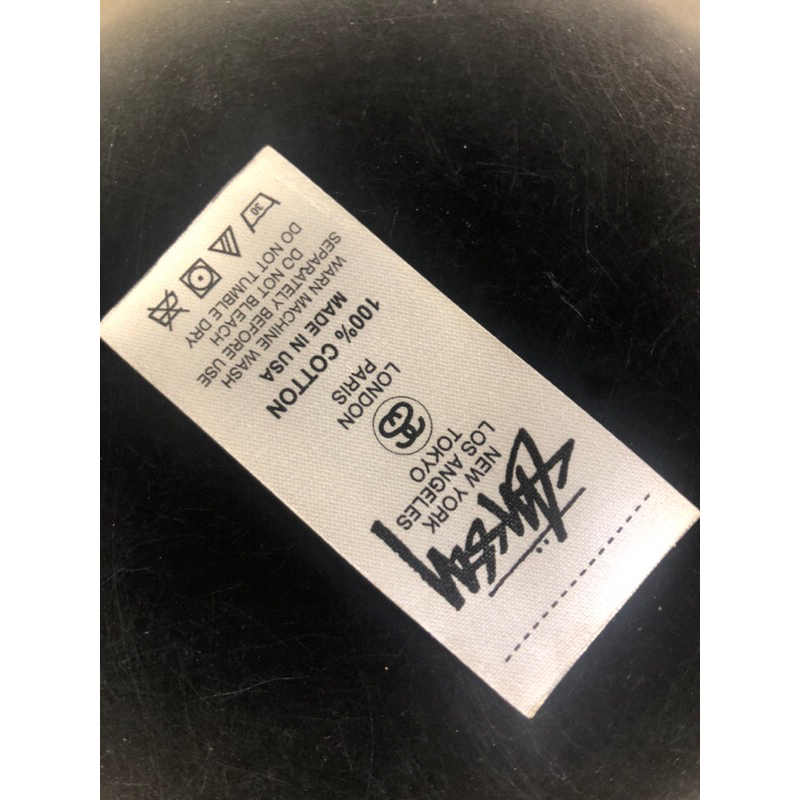 Stüssy
NEW YORK
LOS ANGELES
TOKYO
LONDON
PARIS
100% COTTON
MADE IN USA
WARN MACHINE WASH
SEPARATELY BEFORE USE
DO NOT BLEACH
DO NOT TUMBLE DRY
30